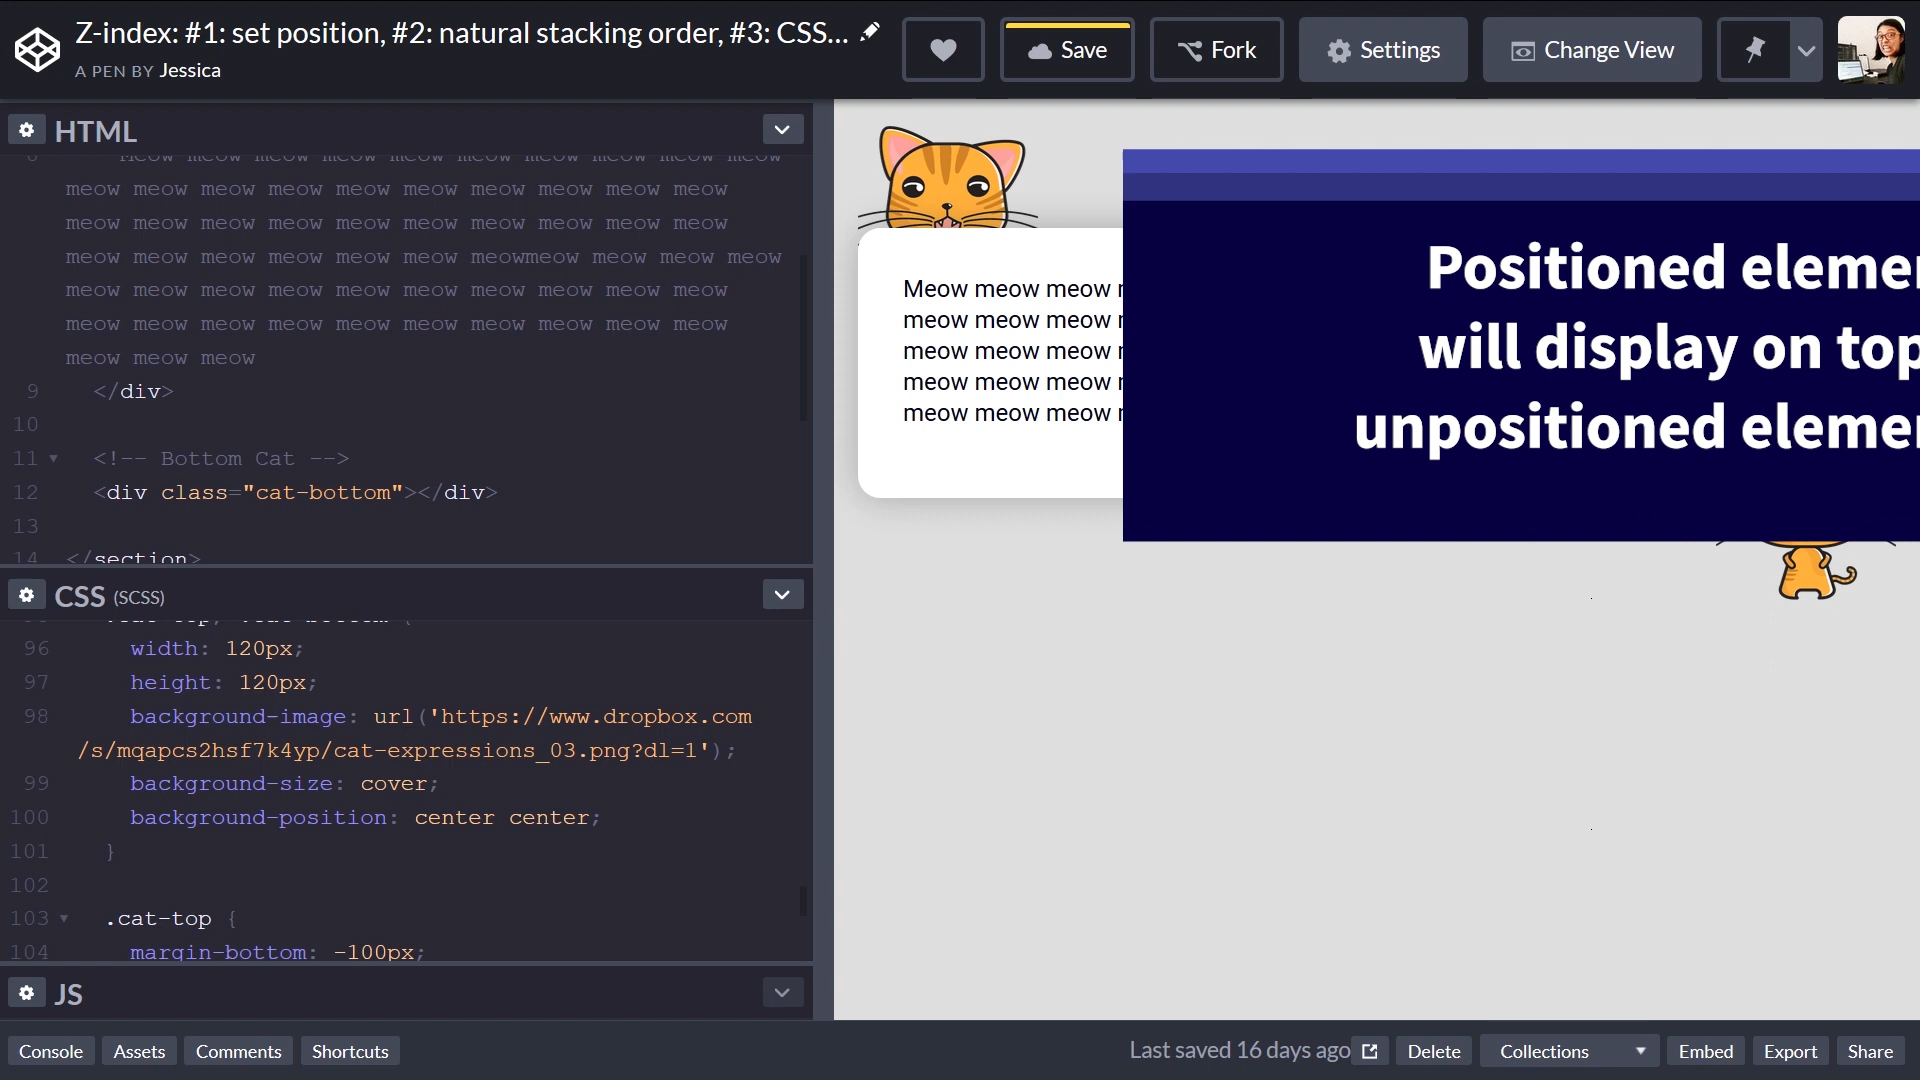 Z-index: #1: set position, #2: natural stacking order, #3: CSS...
A PEN BY Jessica
Save
Fork
Settings
Change View
HTML
meow meow meow meow meow meow meow meow meow meow
meow meow meow meow meow meow meow meow meow meow
meow meow meow meow meow meow meowmeow meow meow meow
meow meow meow meow meow meow meow meow meow meow
meow meow meow meow meow meow meow meow meow meow
meow meow meow
9 </div>
10
11 <!-- Bottom Cat -->
12 <div class="cat-bottom"></div>
13
14 </section>
CSS (SCSS)
96 width: 120px;
97 height: 120px;
98 background-image: url('https://www.dropbox.com
/s/mqapcs2hsf7k4yp/cat-expressions_03.png?dl=1');
99 background-size: cover;
100 background-position: center center;
101 }
102
103 .cat-top {
104 margin-bottom: -100px;
JS
Meow meow meow
meow meow meow
meow meow meow
meow meow meow
meow meow meow
Positioned eleme
will display on top
unpositioned eleme
Console
Assets
Comments
Shortcuts
Last saved 16 days ago
Delete
Collections
Embed
Export
Share